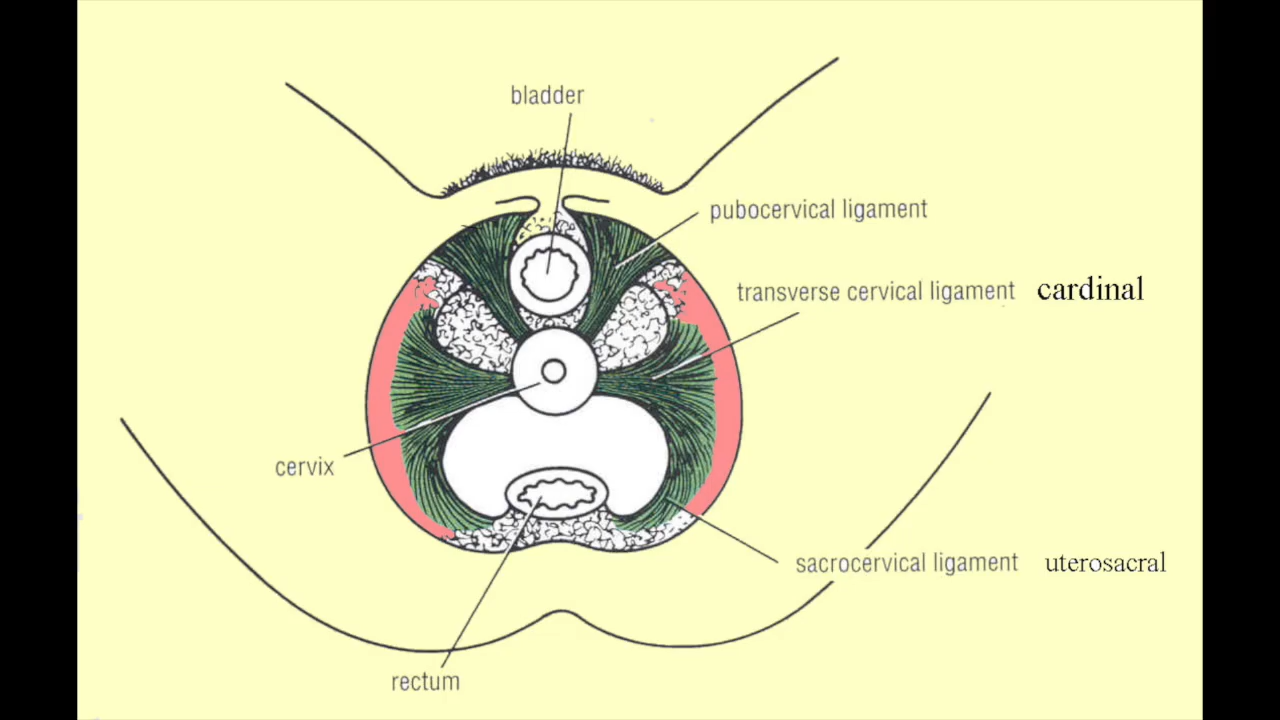 bladder
pubocervical ligament
transverse cervical ligament cardinal
cervix
sacrocervical ligament uterosacral
rectum